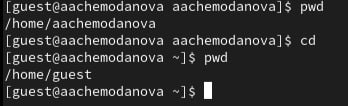 [guest@aachemodanova aachemodanova]$ pwd
/home/aachemodanova
[guest@aachemodanova aachemodanova]$ cd
[guest@aachemodanova ~]$ pwd
/home/guest
[guest@aachemodanova ~]$